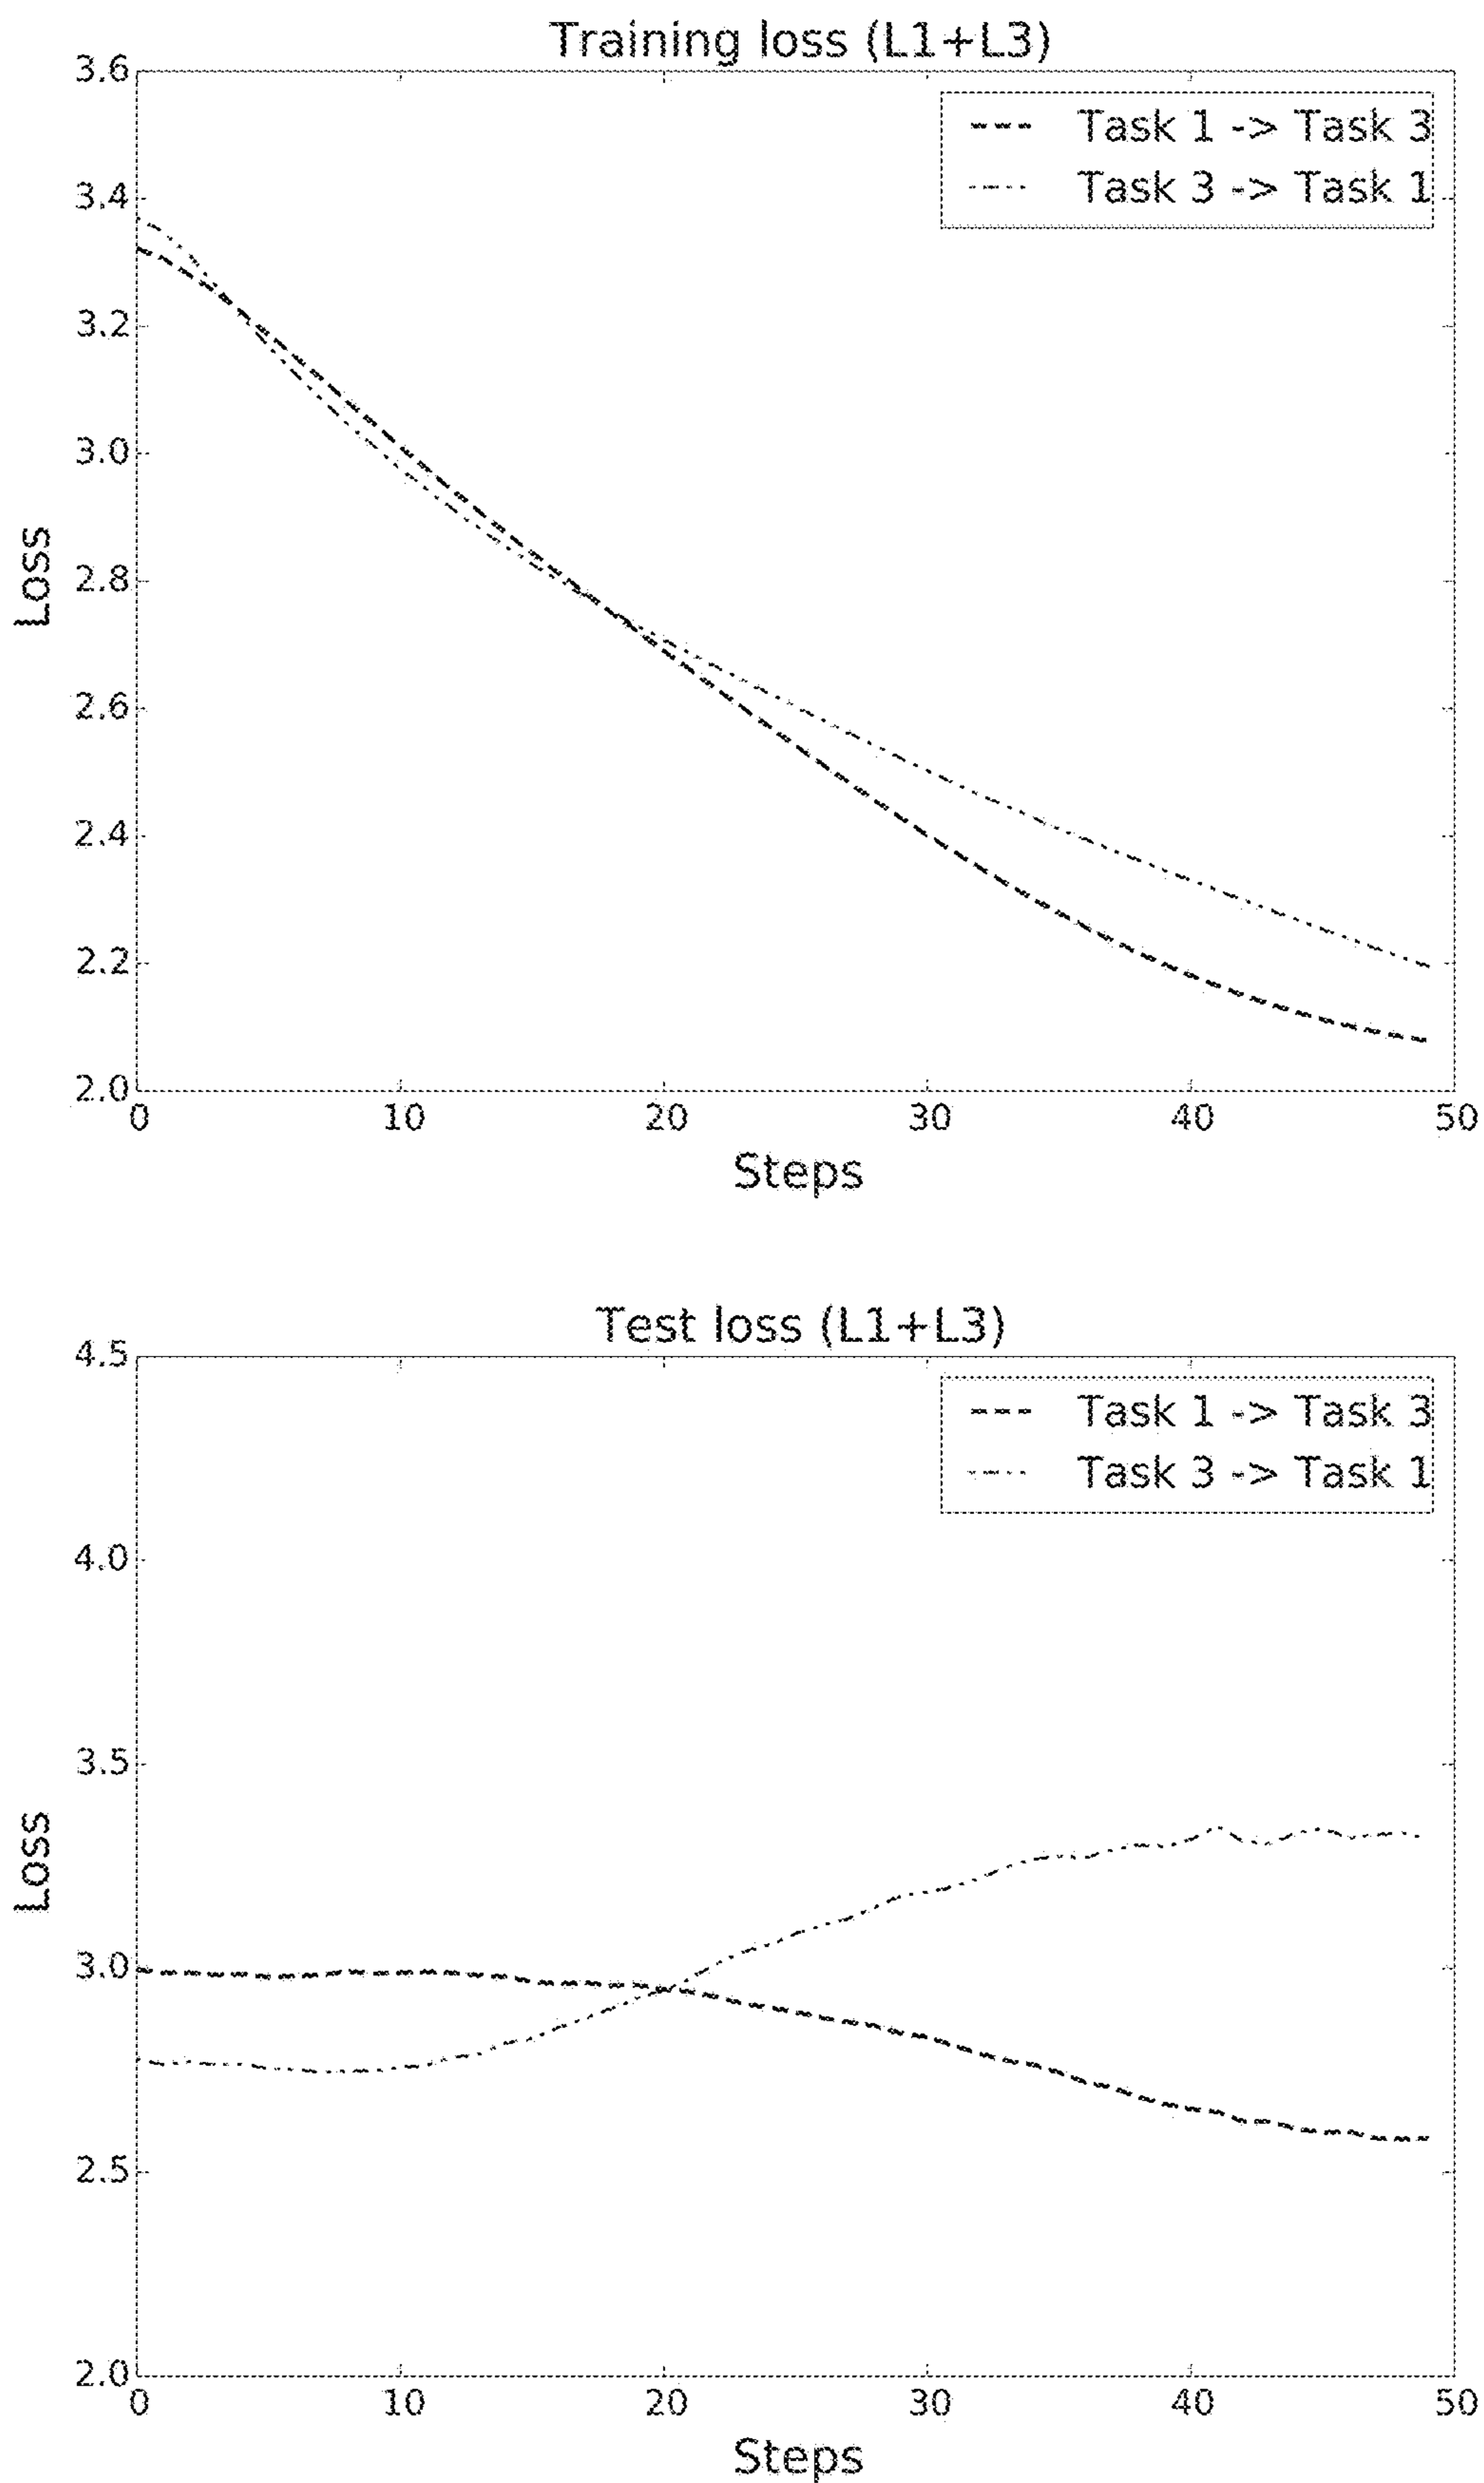 Training loss (L1+L3)
3.6
Task 1 -> Task 3
Task 3 -> Task 1
3.4
3.2
3.0
2.8
2.6
2.4
2.2
2.0
Loss
0 10 20 30 40 50
Steps
Test loss (L1+L3)
4.5
Task 1 -> Task 3
Task 3 -> Task 1
4.0
3.5
3.0
2.5
2.0
Loss
0 10 20 30 40 50
Steps